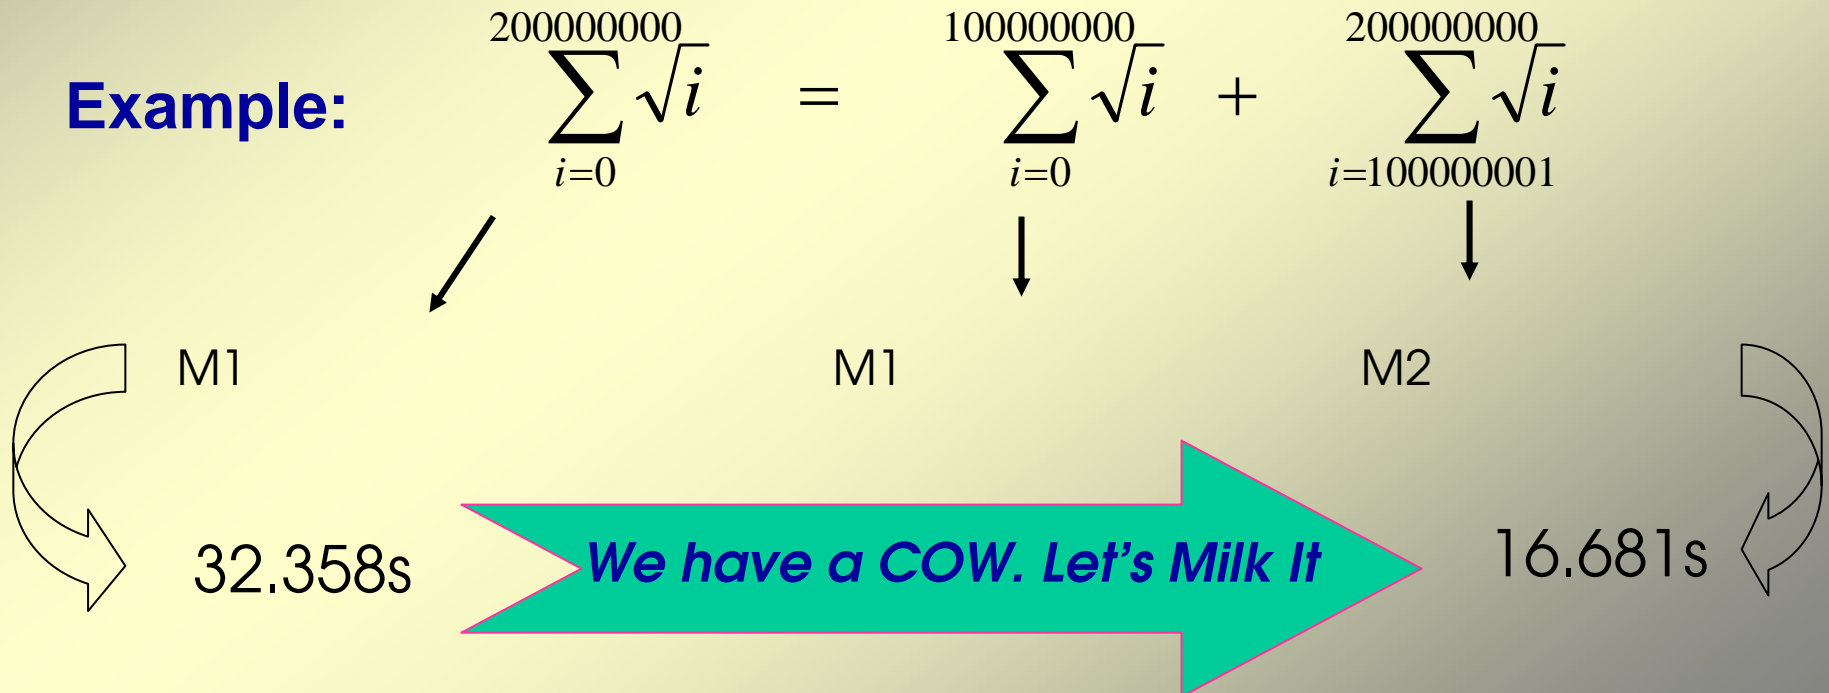 200000000 100000000 200000000
Example: ∑ √i = ∑ √i + ∑ √i
i=0 i=0 i=100000001
M1 M1 M2
32.358s We have a COW. Let's Milk It 16.681s